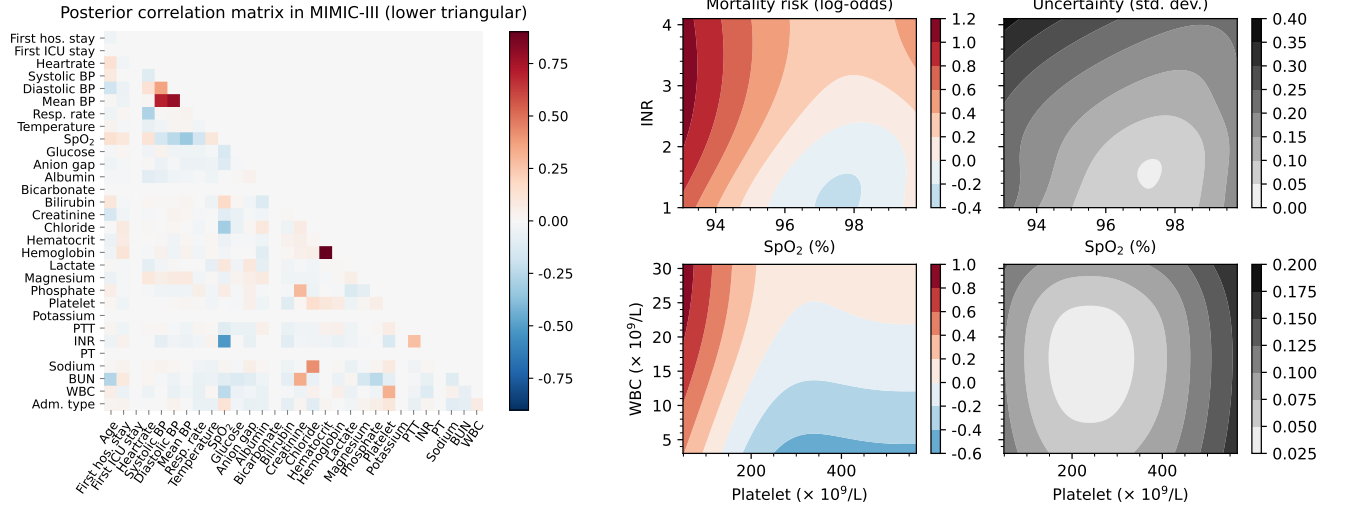 Posterior correlation matrix in MIMIC-III (lower triangular)
First hos. stay
First ICU stay
Heartrate
Systolic BP
Diastolic BP
Mean BP
Resp. rate
Temperature
SpO₂
Glucose
Anion gap
Albumin
Bicarbonate
Bilirubin
Creatinine
Chloride
Hematocrit
Hemoglobin
Lactate
Magnesium
Phosphate
Platelet
Potassium
PTT
INR
PT
Sodium
BUN
WBC
Adm. type
Age
First hos. stay
First ICU stay
Heartrate
Systolic BP
Diastolic BP
Mean BP
Resp. rate
Temperature
SpO₂
Glucose
Anion gap
Albumin
Bicarbonate
Bilirubin
Creatinine
Chloride
Hematocrit
Hemoglobin
Lactate
Magnesium
Phosphate
Platelet
Potassium
PTT
INR
PT
Sodium
BUN
WBC
0.75
0.50
0.25
0.00
-0.25
-0.50
-0.75
Mortality risk (log-odds)
INR
4
3
2
1
94 96 98
SpO₂ (%)
1.2
1.0
0.8
0.6
0.4
0.2
0.0
-0.2
-0.4
Uncertainty (std. dev.)
94 96 98
SpO₂ (%)
0.40
0.35
0.30
0.25
0.20
0.15
0.10
0.05
0.00
WBC (× 10⁹/L)
30
25
20
15
10
5
200 400
Platelet (× 10⁹/L)
1.0
0.8
0.6
0.4
0.2
0.0
-0.2
-0.4
-0.6
200 400
Platelet (× 10⁹/L)
0.200
0.175
0.150
0.125
0.100
0.075
0.050
0.025